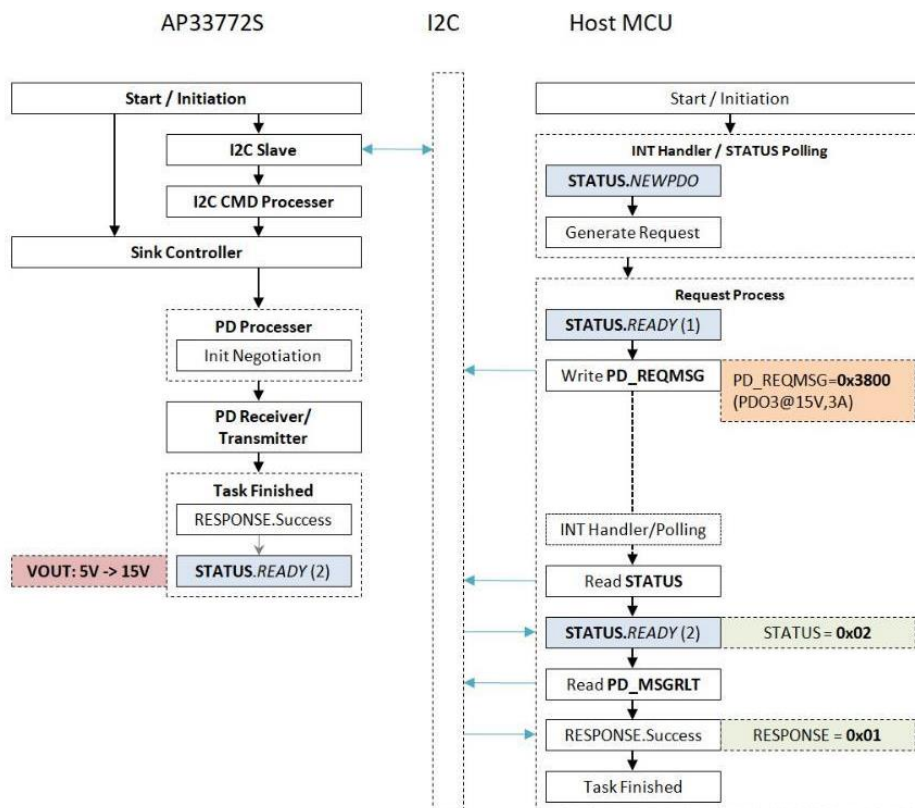 AP33772S
I2C
Host MCU
Start / Initiation
I2C Slave
I2C CMD Processor
Sink Controller
PD Processer
Init Negotiation
PD Receiver/
Transmitter
Task Finished
RESPONSE.Success
VOUT: 5V -> 15V
STATUS.READY (2)
Start / Initiation
INT Handler / STATUS Polling
STATUS.NEWPDO
Generate Request
Request Process
STATUS.READY (1)
Write PD_REQMSG
PD_REQMSG=0x3800
(PDO3@15V,3A)
INT Handler/Polling
Read STATUS
STATUS.READY (2)
STATUS = 0x02
Read PD_MSGRLT
RESPONSE.Success
RESPONSE = 0x01
Task Finished